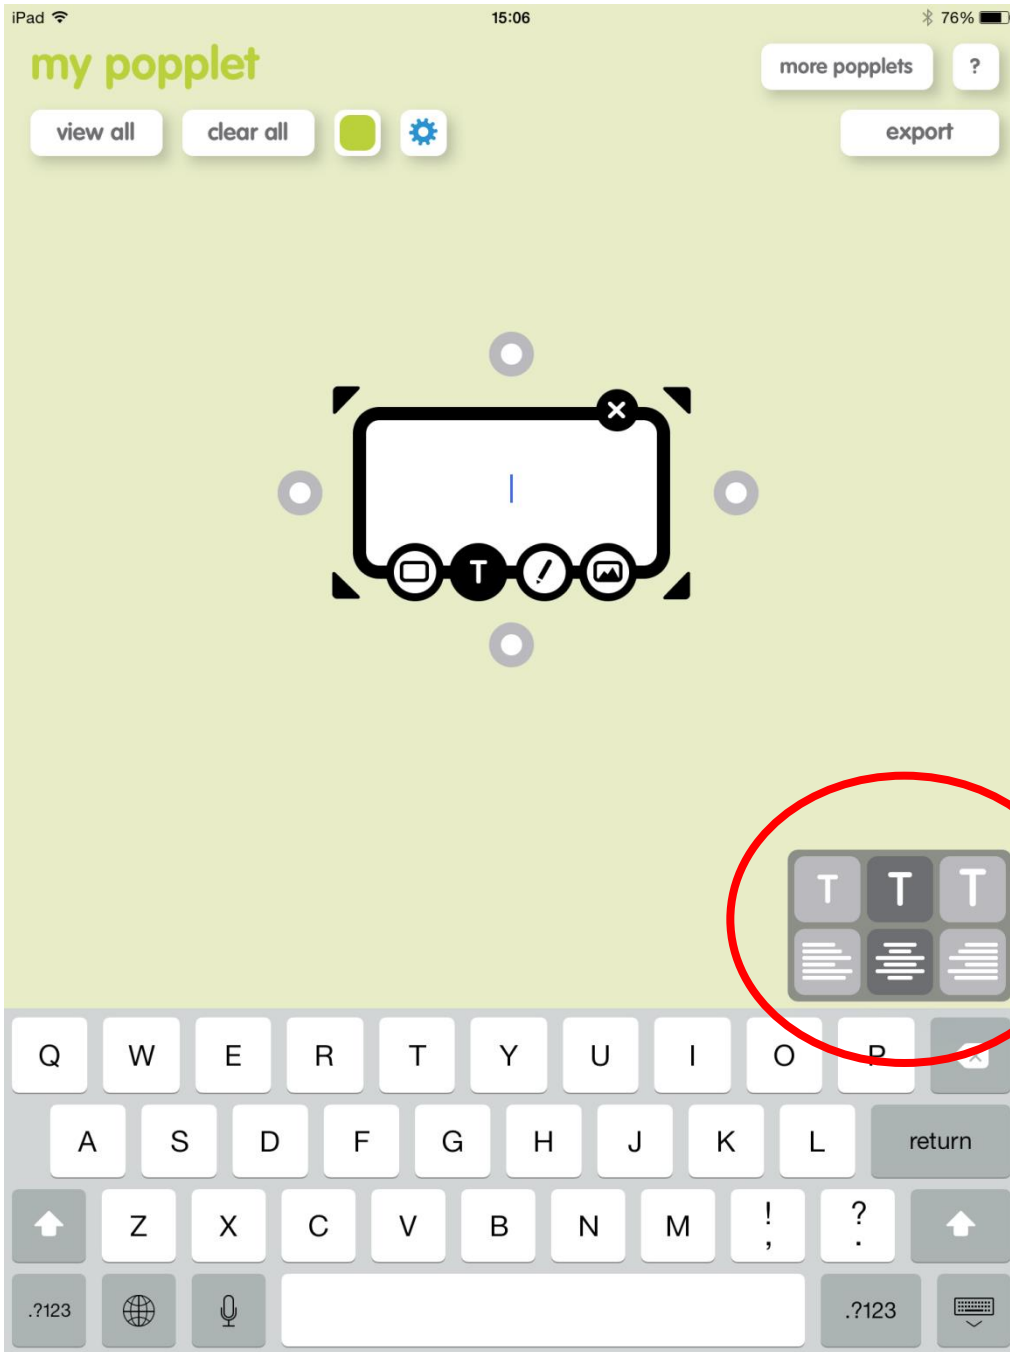 iPad 15:06 76%
my popplet more popplets ?
view all clear all export
T
T T T
Q W E R T Y U I O P
A S D F G H J K L return
Z X C V B N M ! , ? .
.?123 .?123